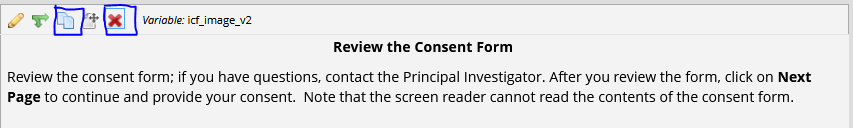 Variable: icf_image_v2
Review the Consent Form
Review the consent form; if you have questions, contact the Principal Investigator. After you review the form, click on Next
Page to continue and provide your consent.  Note that the screen reader cannot read the contents of the consent form.